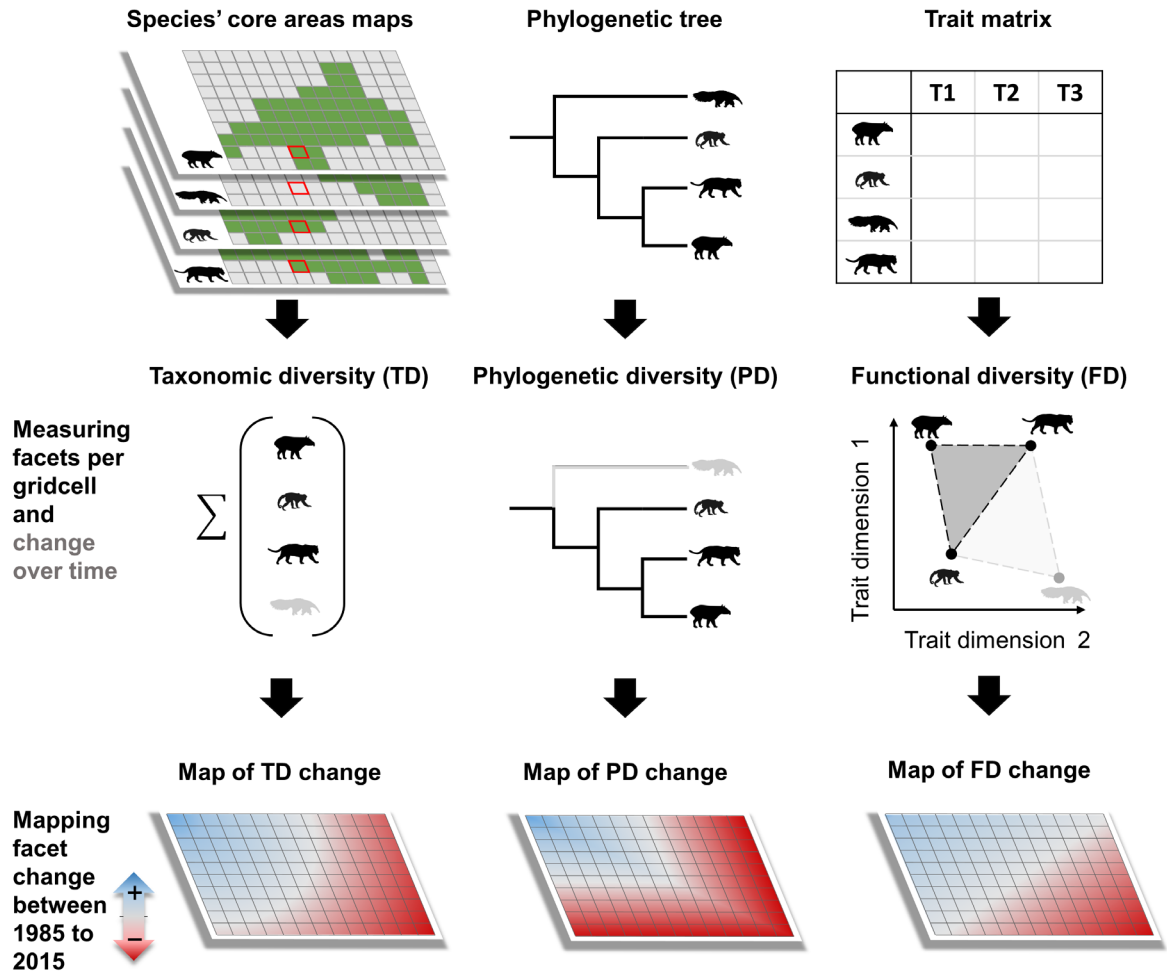 Species’ core areas maps
Phylogenetic tree
Trait matrix
T1 T2 T3
Taxonomic diversity (TD)
Phylogenetic diversity (PD)
Functional diversity (FD)
Measuring
facets per
gridcell
and
change
over time
∑
Trait dimension 1
Trait dimension 2
Map of TD change
Map of PD change
Map of FD change
Mapping
facet
change
between
1985 to
2015
+
−